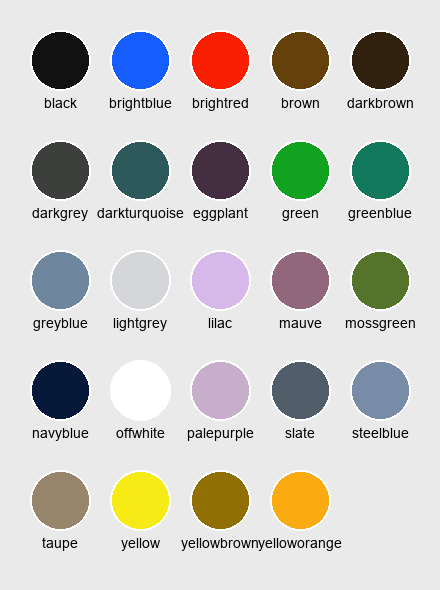 black brightblue brightred brown darkbrown
darkgrey darkturquoise eggplant green greenblue
greyblue lightgrey lilac mauve mossgreen
navyblue offwhite palepurple slate steelblue
taupe yellow yellowbrown yelloworange